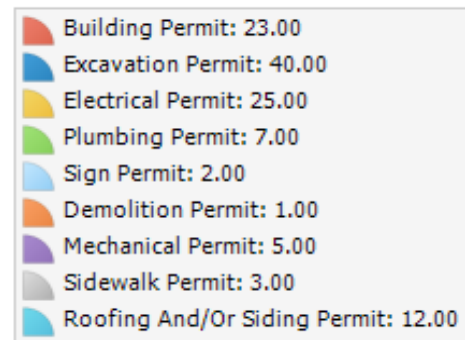 Building Permit: 23.00
Excavation Permit: 40.00
Electrical Permit: 25.00
Plumbing Permit: 7.00
Sign Permit: 2.00
Demolition Permit: 1.00
Mechanical Permit: 5.00
Sidewalk Permit: 3.00
Roofing And/Or Siding Permit: 12.00